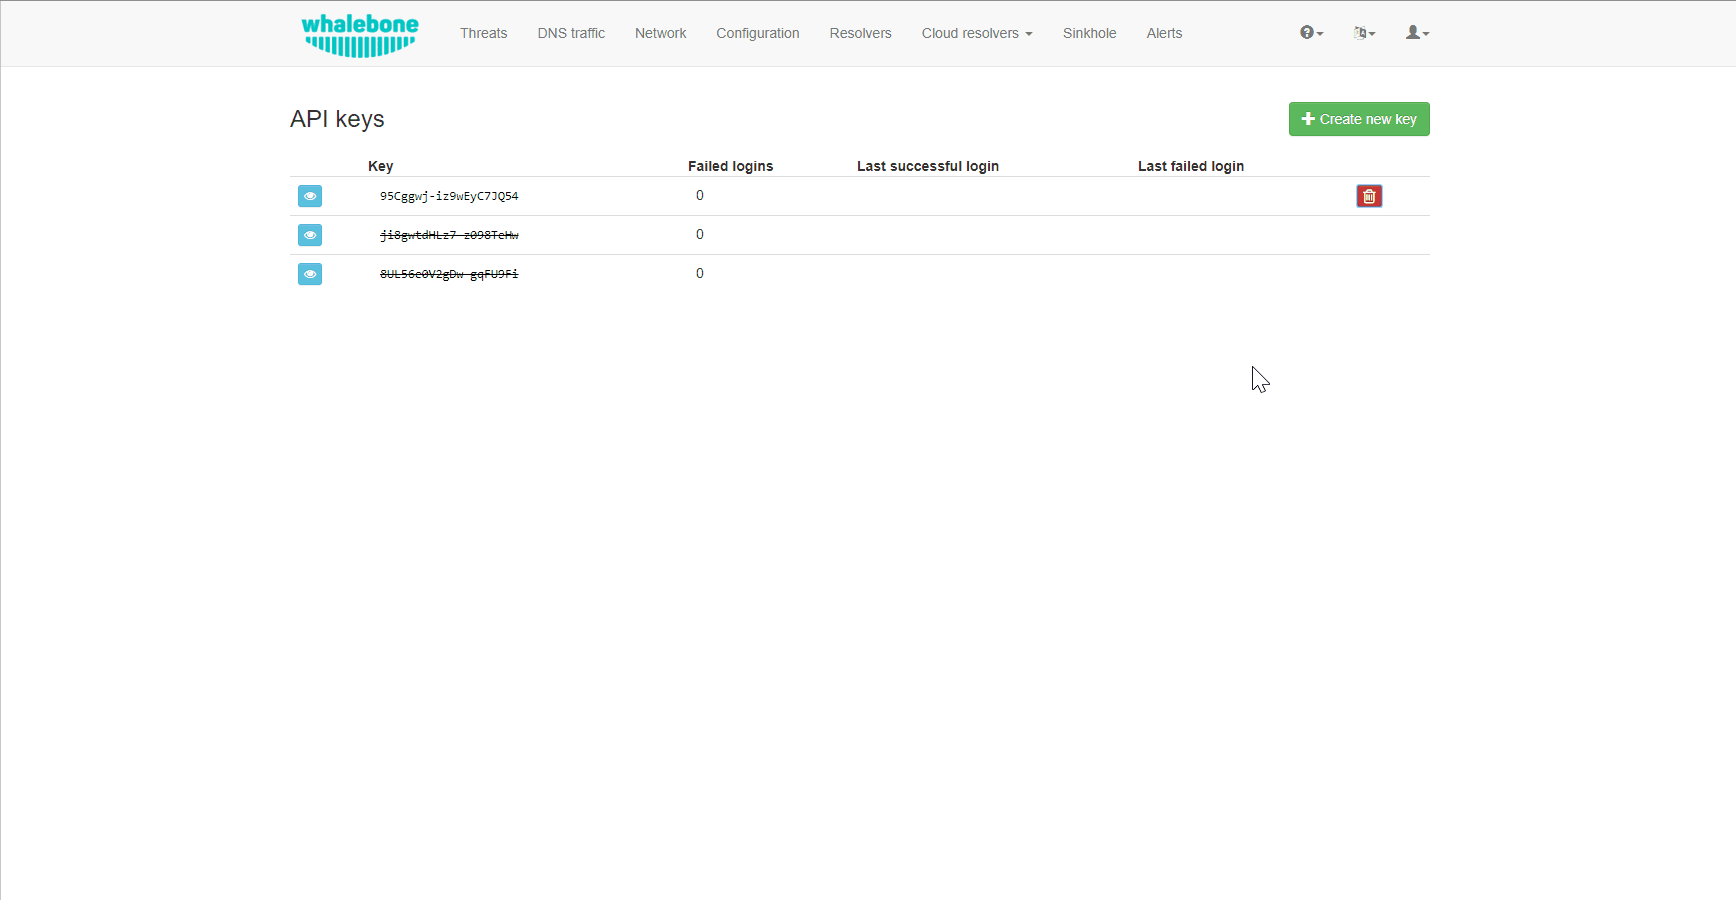 whalebone Threats DNS traffic Network Configuration Resolvers Cloud resolvers Sinkhole Alerts
API keys Create new key
Key Failed logins Last successful login Last failed login
95Cggwj-iz9wEyC7JQ54 0
ji8gwtdHLz7-z098TeHw 0
8UL56e0V2gDw-gqFU9Fi 0